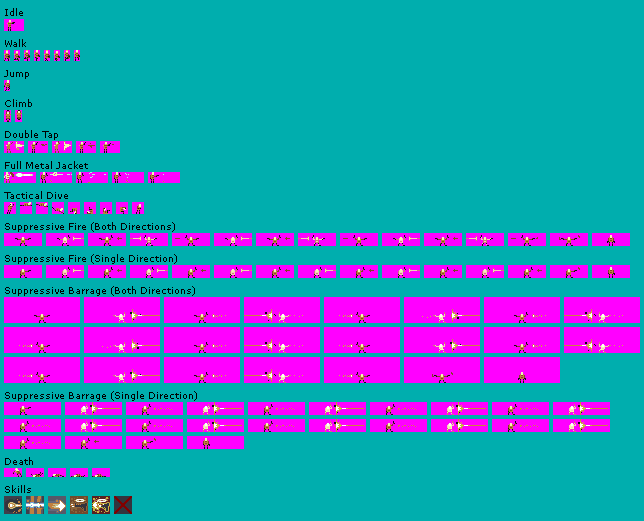 Idle
Walk
Jump
Climb
Double Tap
Full Metal Jacket
Tactical Dive
Suppressive Fire (Both Directions)
Suppressive Fire (Single Direction)
Suppressive Barrage (Both Directions)
Suppressive Barrage (Single Direction)
Death
Skills